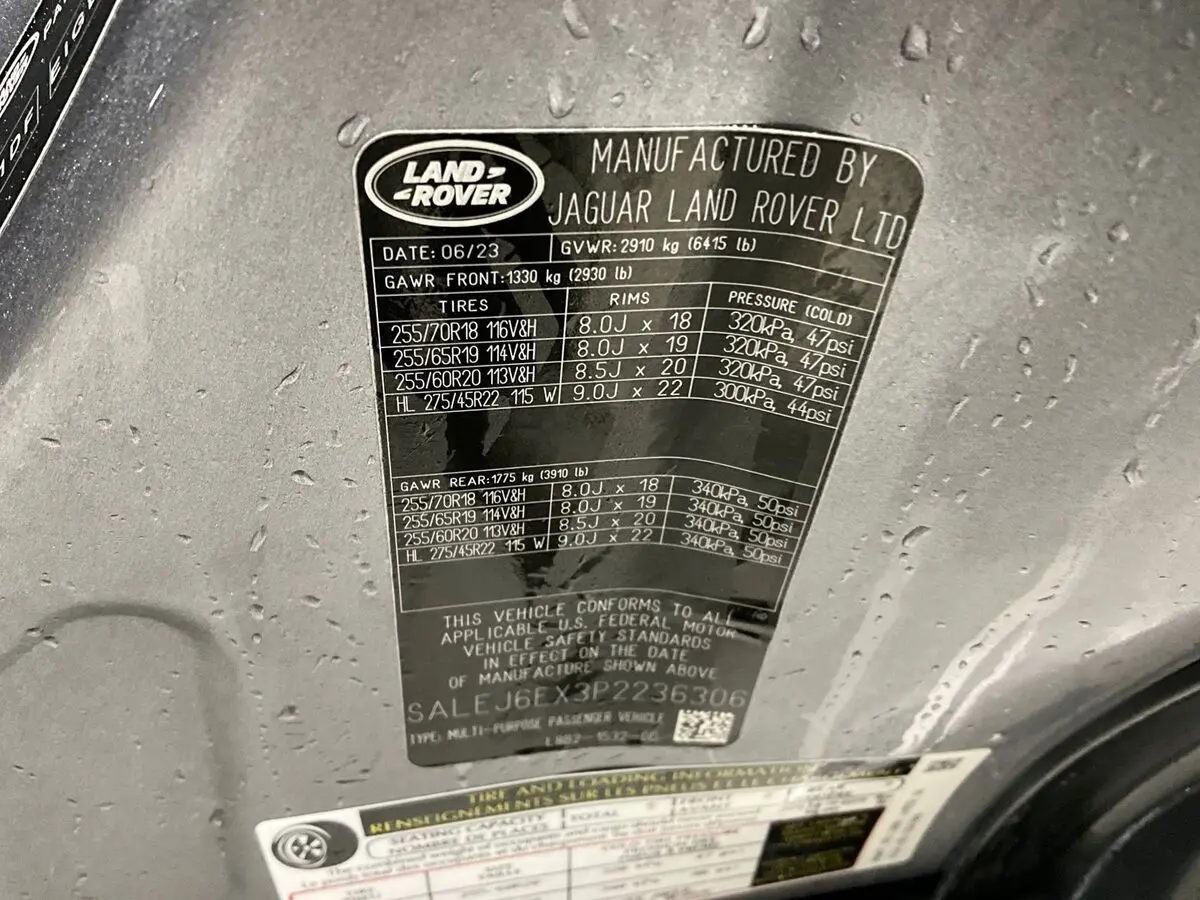 LAND-
-ROVER
MANUFACTURED BY
JAGUAR LAND ROVER LTD
DATE: 06/23 GVWR: 2910 kg (6415 lb)
GAWR FRONT: 1330 kg (2930 lb)
TIRES RIMS PRESSURE (COLD)
255/70R18 116V&H 8.0J x 18 320kPa, 47psi
255/65R19 114V&H 8.0J x 19 320kPa, 47psi
255/60R20 113V&H 8.5J x 20 320kPa, 47psi
HL 275/45R22 115 W 9.0J x 22 300kPa, 44psi
GAWR REAR: 1775 kg (3910 lb)
255/70R18 116V&H 8.0J x 18 340kPa, 50psi
255/65R19 114V&H 8.0J x 19 340kPa, 50psi
255/60R20 113V&H 8.5J x 20 340kPa, 50psi
HL 275/45R22 115 W 9.0J x 22 340kPa, 50psi
THIS VEHICLE CONFORMS TO ALL
APPLICABLE U.S. FEDERAL MOTOR
VEHICLE SAFETY STANDARDS
IN EFFECT ON THE DATE
OF MANUFACTURE SHOWN ABOVE
SALEJ6EX3P2236306
TYPE: MULTI-PURPOSE PASSENGER VEHICLE
TIRE AND LOADING INFORMATION
RENSEIGNEMENTS SUR LES PNEUS ET LE
SEATING CAPACITY TOTAL FRONT
NOMBRE DE PLACES